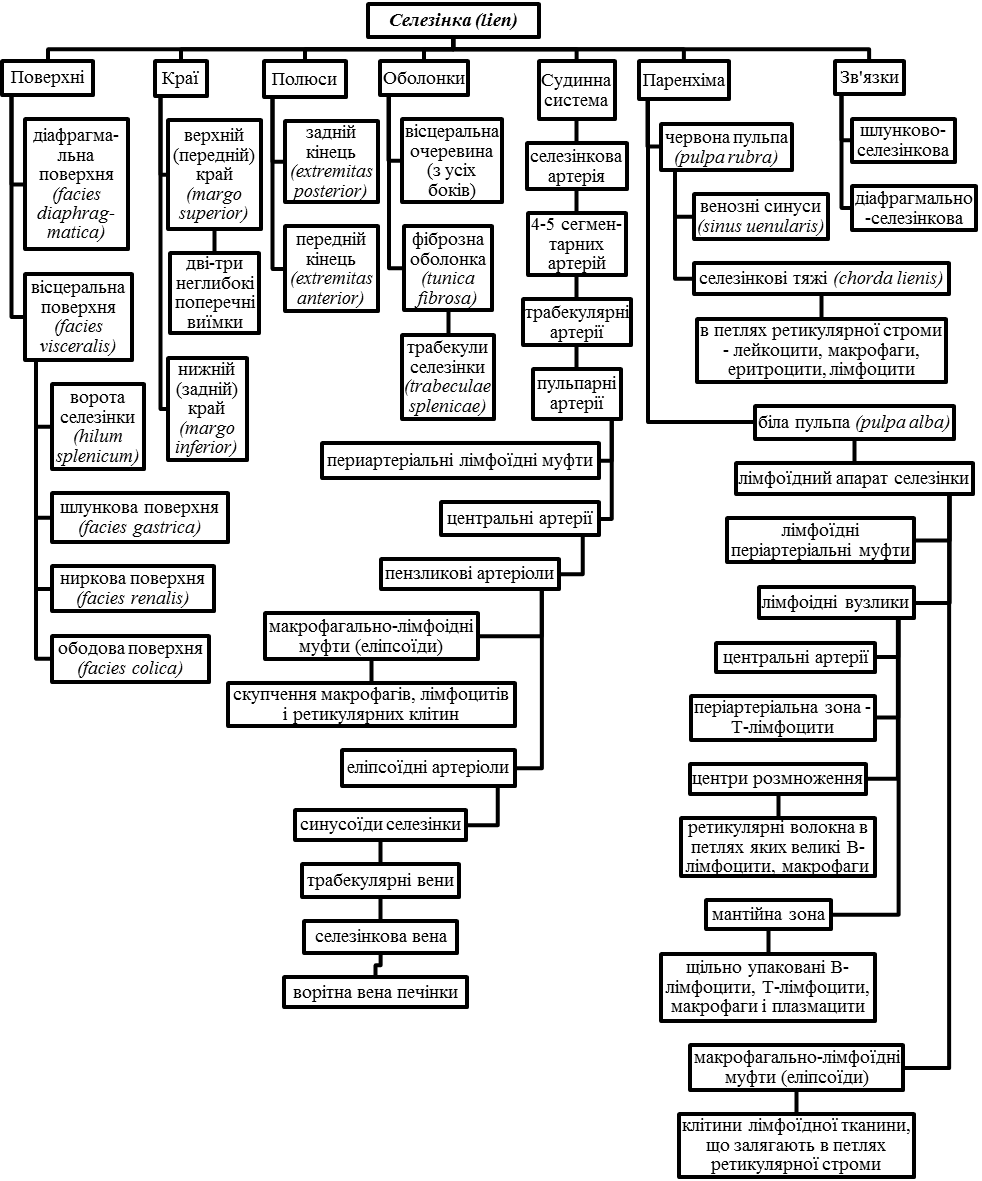 Селезінка (lien)
Поверхні
діафрагма-
льна
поверхня
(facies
diaphrag-
matica)
вісцеральна
поверхня
(facies
visceralis)
ворота
селезінки
(hilum
splenicum)
шлункова поверхня
(facies gastrica)
ниркова поверхня
(facies renalis)
ободова поверхня
(facies colica)
Краї
верхній
(передній)
край
(margo
superior)
дві-три
неглибокі
поперечні
виїмки
нижній
(задній)
край
(margo
inferior)
Полюси
задній
кінець
(extremitas
posterior)
передній
кінець
(extremitas
anterior)
Оболонки
вісцеральна
очеревина
(з усіх
боків)
фіброзна
оболонка
(tunica
fibrosa)
трабекули
селезінки
(trabeculae
splenicae)
Судинна
система
селезінкова
артерія
4-5 сегмен-
тарних
артерій
трабекулярні
артерії
пульпарні
артерії
периартеріальні лімфоїдні муфти
центральні артерії
пензликові артеріоли
макрофагально-лімфоідні
муфти (еліпсоїди)
скупчення макрофагів, лімфоцитів
і ретикулярних клітин
еліпсоїдні артеріоли
синусоїди селезінки
трабекулярні вени
селезінкова вена
ворітна вена печінки
Паренхіма
червона пульпа
(pulpa rubra)
венозні синуси
(sinus uenularis)
селезінкові тяжі (chorda lienis)
в петлях ретикулярної строми
- лейкоцити, макрофаги,
еритроцити, лімфоцити
біла пульпа (pulpa alba)
лімфоїдний апарат селезінки
лімфоїдні
періартеріальні муфти
лімфоідні вузлики
центральні артерії
періартеріальна зона -
Т-лімфоцити
центри розмноження
ретикулярні волокна в
петлях яких великі В-
лімфоцити, макрофаги
мантійна зона
щільно упаковані В-
лімфоцити, Т-лімфоцити,
макрофаги і плазмацити
макрофагально-лімфоїдні
муфти (еліпсоїди)
клітини лімфоїдної тканини,
що залягають в петлях
ретикулярної строми
Зв'язки
шлунково-
селезінкова
діафрагмально
-селезінкова